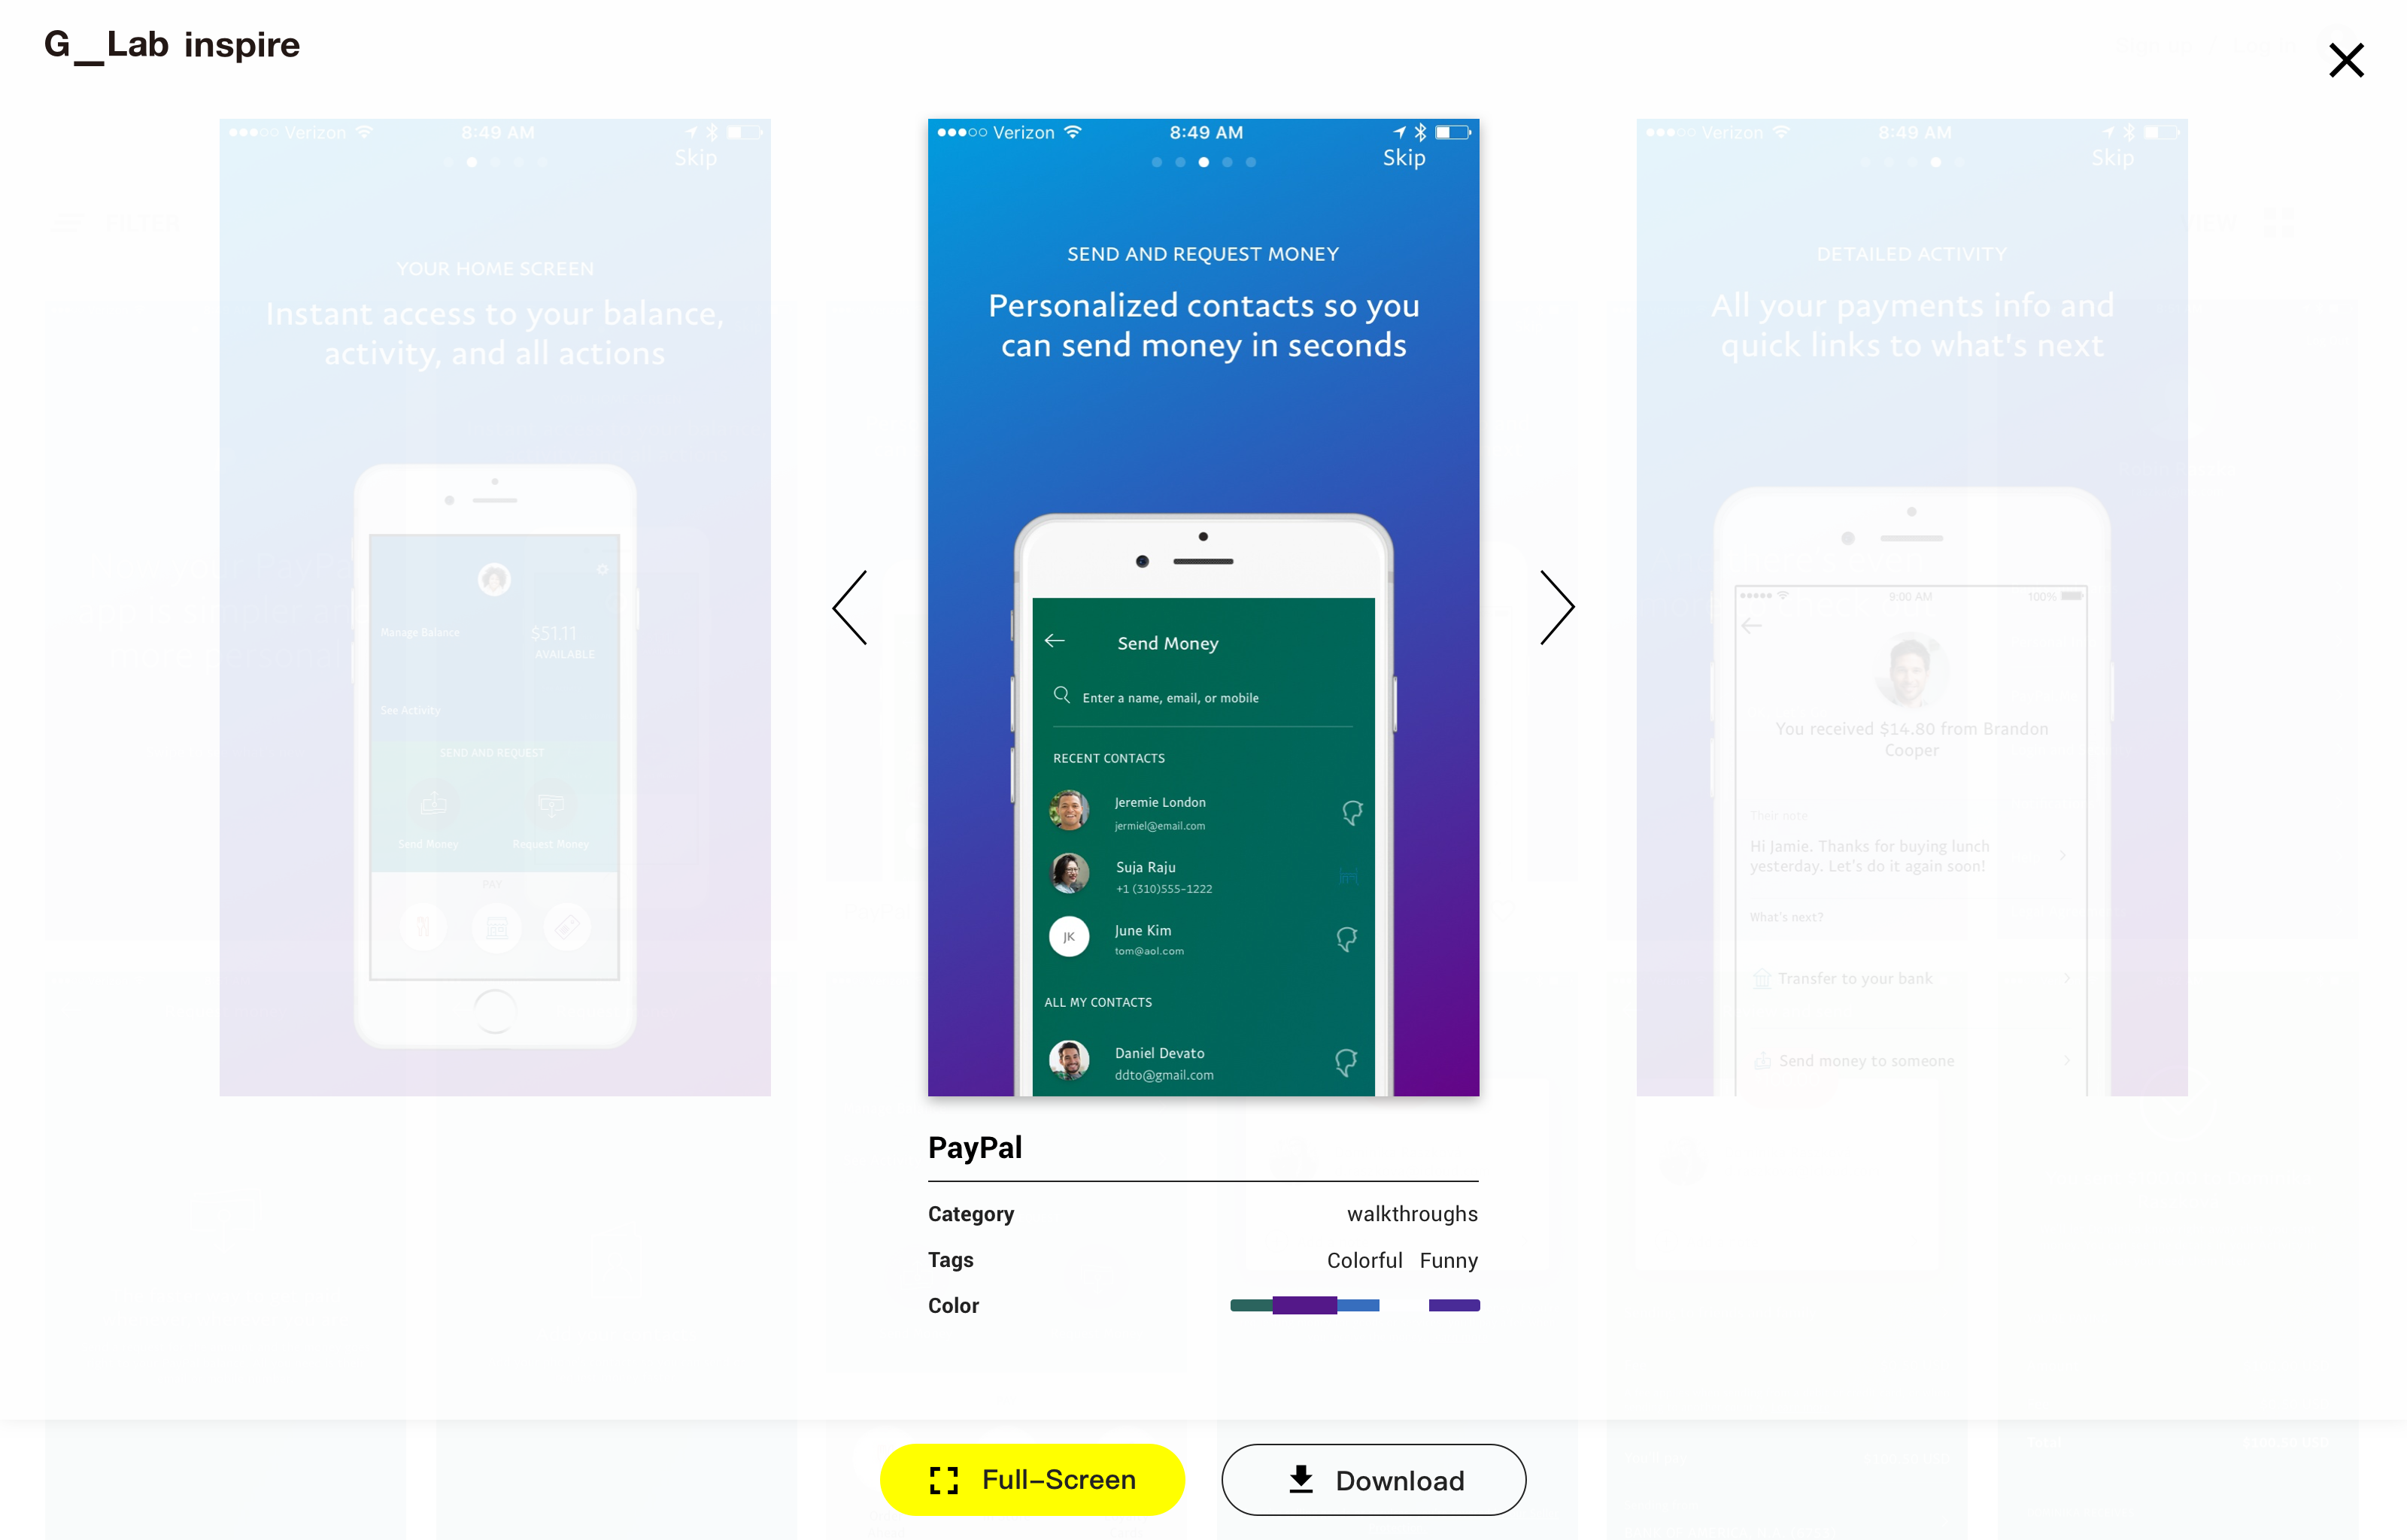 G__Lab inspire
Verizon 8:49 AM
Skip
YOUR HOME SCREEN
Instant access to your balance,
activity, and all actions
Manage Balance
$51.11
AVAILABLE
See Activity
SEND AND REQUEST
Send Money Request Money
PAY
Verizon 8:49 AM
Skip
SEND AND REQUEST MONEY
Personalized contacts so you
can send money in seconds
Send Money
Enter a name, email, or mobile
RECENT CONTACTS
Jeremie London
jermiel@email.com
Suja Raju
+1 (310)555-1222
JK
June Kim
tom@aol.com
ALL MY CONTACTS
Daniel Devato
ddto@gmail.com
Verizon 8:49 AM
Skip
DETAILED ACTIVITY
All your payments info and
quick links to what's next
9:00 AM 100%
You received $14.80 from Brandon
Cooper
Their note
Hi Jamie. Thanks for buying lunch
yesterday. Let's do it again soon!
What's next?
Transfer to your bank
Send money to someone
FILTER
VIEW
PayPal
Category walkthroughs
Tags Colorful Funny
Color
Full–Screen
Download